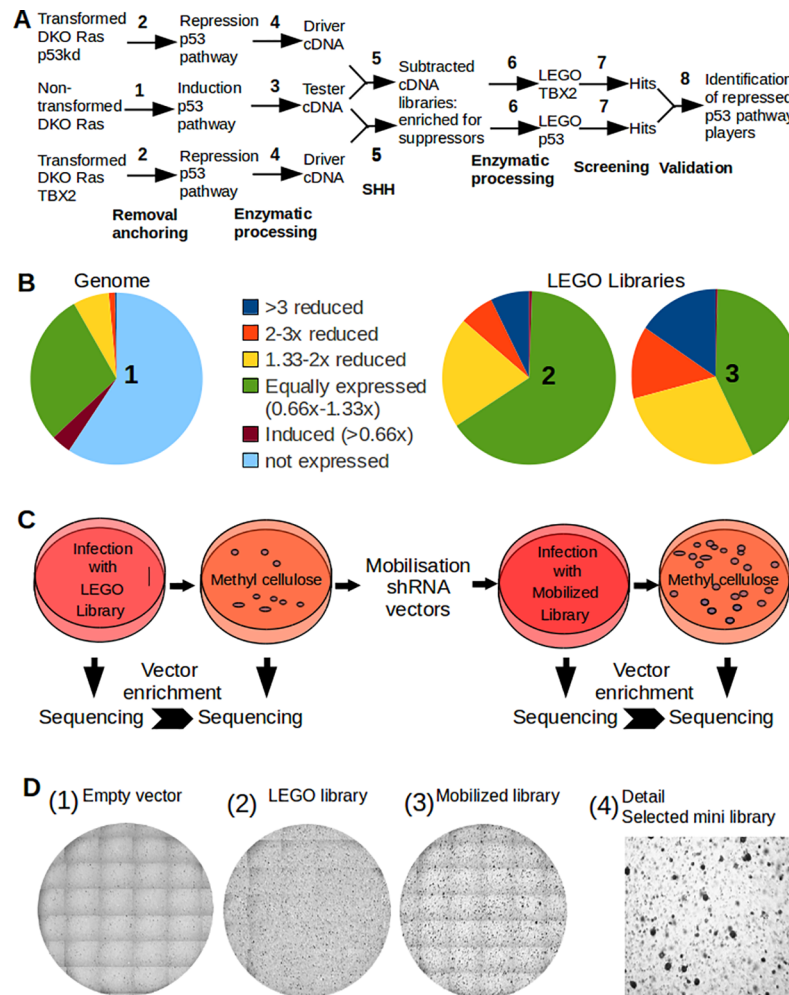 A
Transformed
DKO Ras
p53kd
2
Repression
p53
pathway
4
Driver
cDNA
Non-
transformed
DKO Ras
1
Induction
p53
pathway
3
Tester
cDNA
Transformed
DKO Ras
TBX2
2
Repression
p53
pathway
4
Driver
cDNA
5
5
SHH
Subtracted
cDNA
libraries:
enriched for
suppressors
6
LEGO
TBX2
7
Hits
6
LEGO
p53
7
Hits
8
Identification
of repressed
p53 pathway
players
Removal
anchoring
Enzymatic
processing
Enzymatic
processing
Screening
Validation
B
Genome
1
>3 reduced
2-3x reduced
1.33-2x reduced
Equally expressed
(0.66x-1.33x)
Induced (>0.66x)
not expressed
LEGO Libraries
2
3
C
Infection
with
LEGO
Library
Methyl cellulose
Mobilisation
shRNA
vectors
Infection
with
Mobilized
Library
Methyl cellulose
Vector
enrichment
Sequencing
Sequencing
Vector
enrichment
Sequencing
Sequencing
D
(1) Empty vector
(2) LEGO library
(3) Mobilized library
(4) Detail
Selected mini library